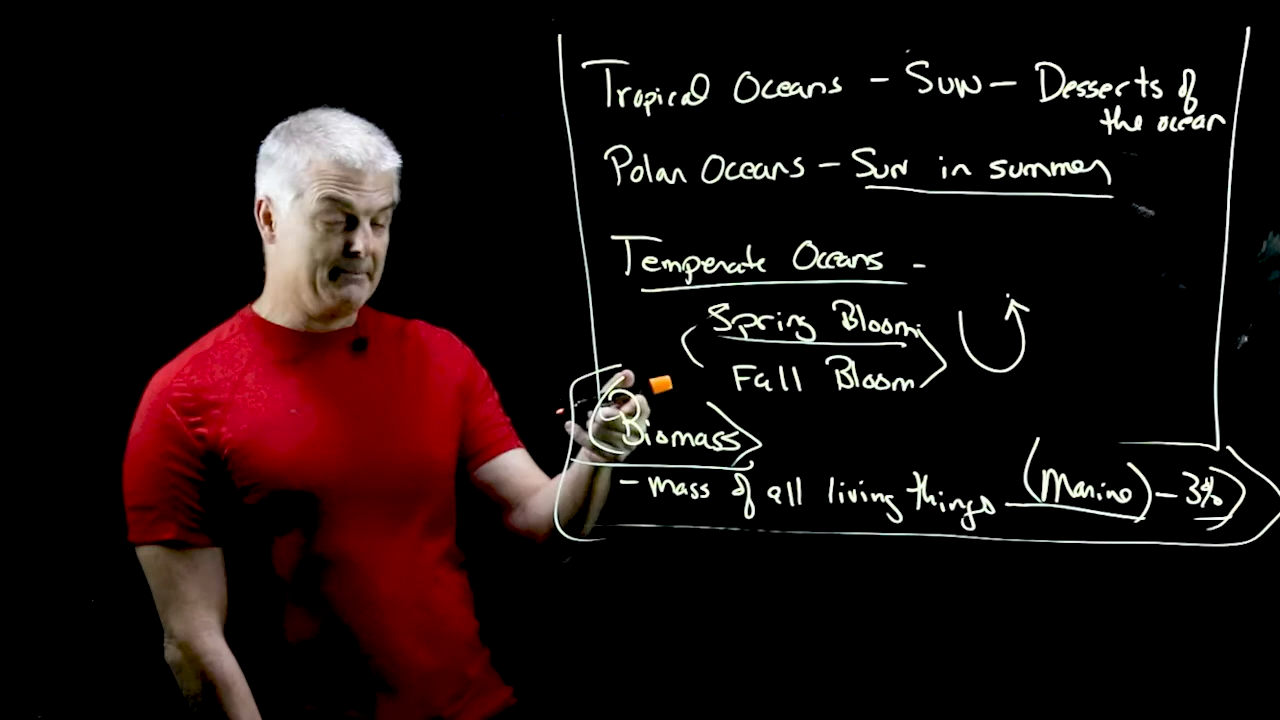 Tropical Oceans - Sun - Desserts of
the ocean
Polar Oceans - Sun in summer
Temperate Oceans -
Spring Bloom
Fall Bloom
Biomass
- mass of all living things (Marine) - 3%